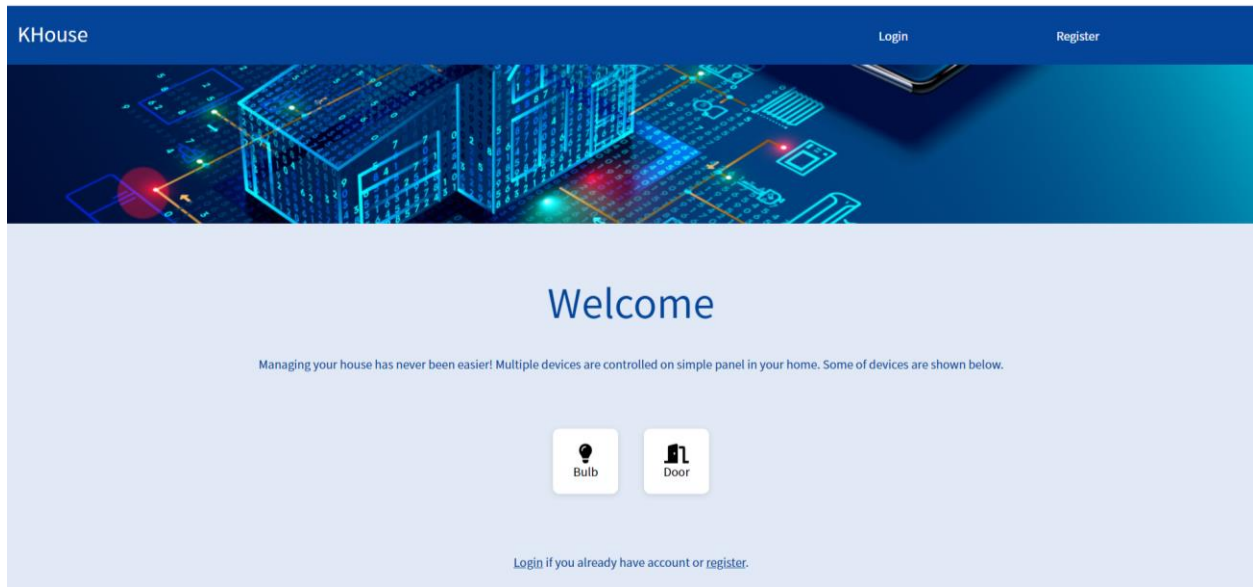 KHouse
Login
Register
Welcome
Managing your house has never been easier! Multiple devices are controlled on simple panel in your home. Some of devices are shown below.
Bulb
Door
Login if you already have account or register.